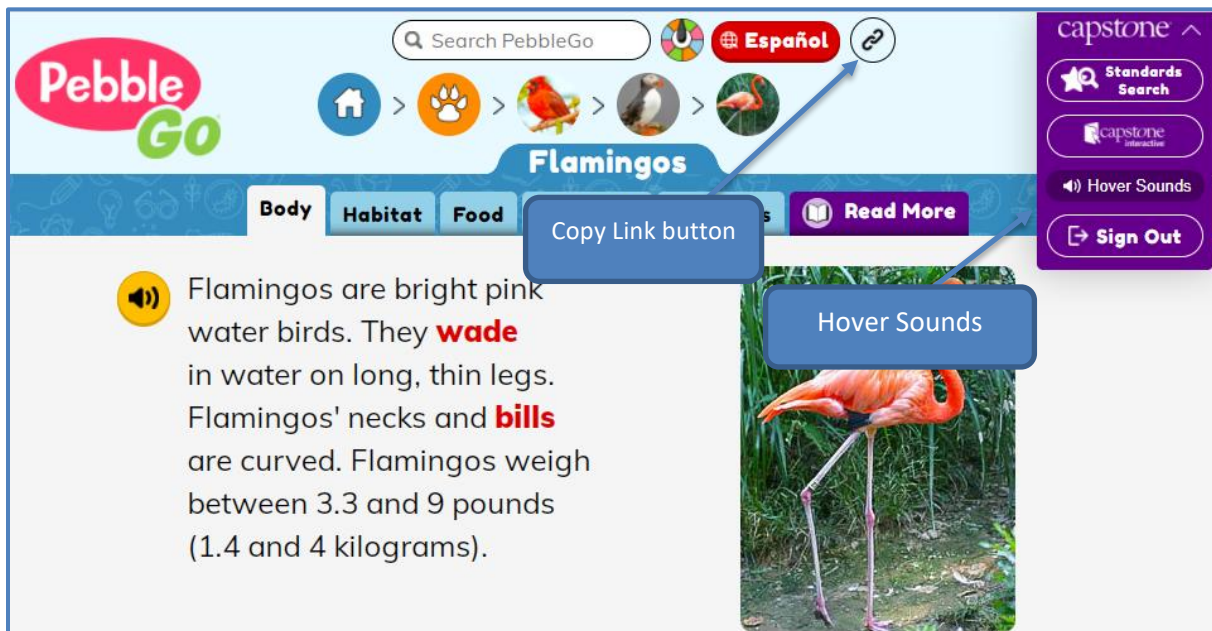 Pebble
Go
Search PebbleGo
Español
capstone
Standards
Search
capstone
interactive
Hover Sounds
Sign Out
Flamingos
Body
Habitat
Food
Read More
Copy Link button
Hover Sounds
Flamingos are bright pink
water birds. They wade
in water on long, thin legs.
Flamingos' necks and bills
are curved. Flamingos weigh
between 3.3 and 9 pounds
(1.4 and 4 kilograms).